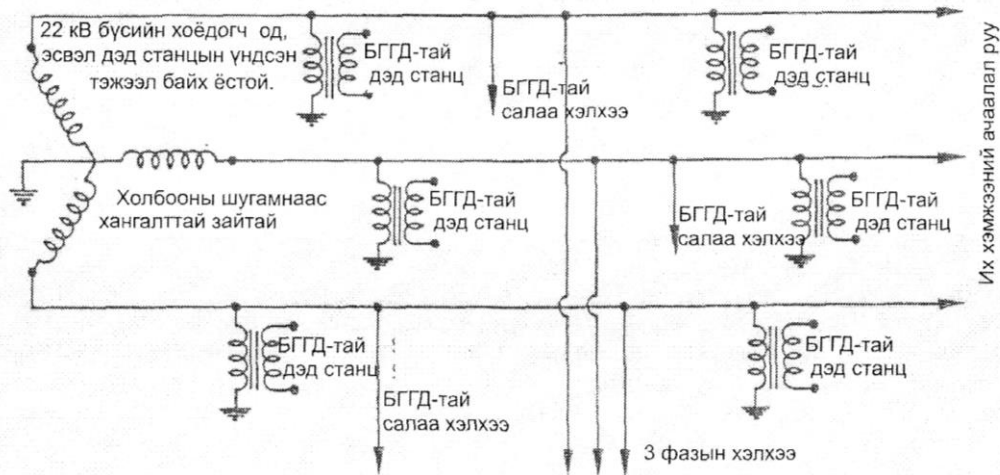 22 кВ бүсийн хоёдогч од,
эсвэл дэд станцын үндсэн
тэжээл байх ёстой.
БГГД-тай
дэд станц
БГГД-тай
салаа хэлхээ
БГГД-тай
дэд станц
Их хэмжээний ачаалал руу
Холбооны шугамнаас
хангалттай зайтай
БГГД-тай
дэд станц
БГГД-тай
салаа хэлхээ
БГГД-тай
дэд станц
БГГД-тай
дэд станц
БГГД-тай
салаа хэлхээ
БГГД-тай
дэд станц
3 фазын хэлхээ